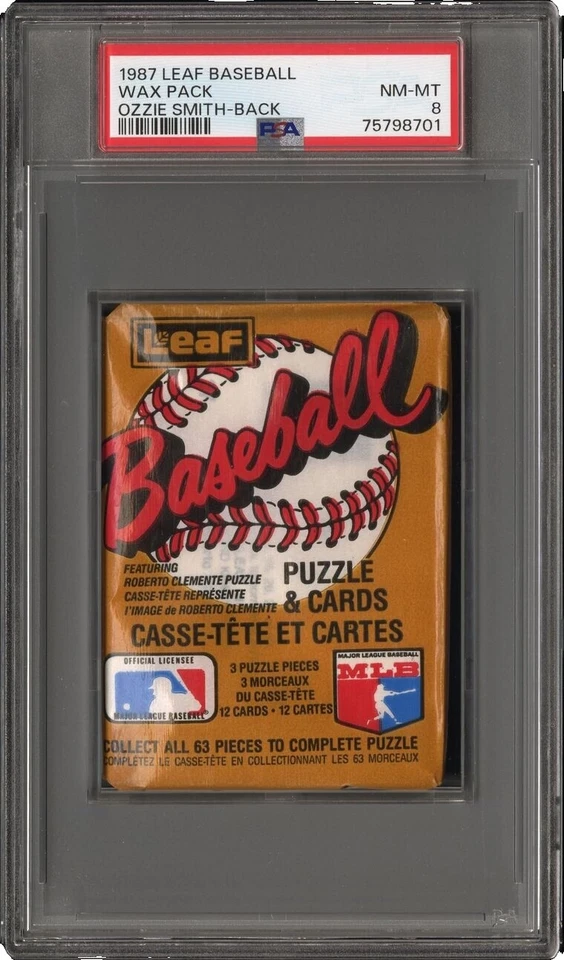 1987 LEAF BASEBALL
WAX PACK NM-MT
OZZIE SMITH-BACK 8
PSA 75798701
Leaf
Baseball
FEATURING
ROBERTO CLEMENTE PUZZLE
CASSE-TÊTE REPRÉSENTE
l'IMAGE de ROBERTO CLEMENTE
PUZZLE
& CARDS
CASSE-TÊTE ET CARTES
OFFICIAL LICENSEE
MAJOR LEAGUE BASEBALL
3 PUZZLE PIECES
3 MORCEAUX
DU CASSE-TÊTE
12 CARDS • 12 CARTES
MAJOR LEAGUE BASEBALL
MLB
COLLECT ALL 63 PIECES TO COMPLETE PUZZLE
COMPLÉTEZ LE CASSE-TÊTE EN COLLECTIONNANT LES 63 MORCEAUX
PSA